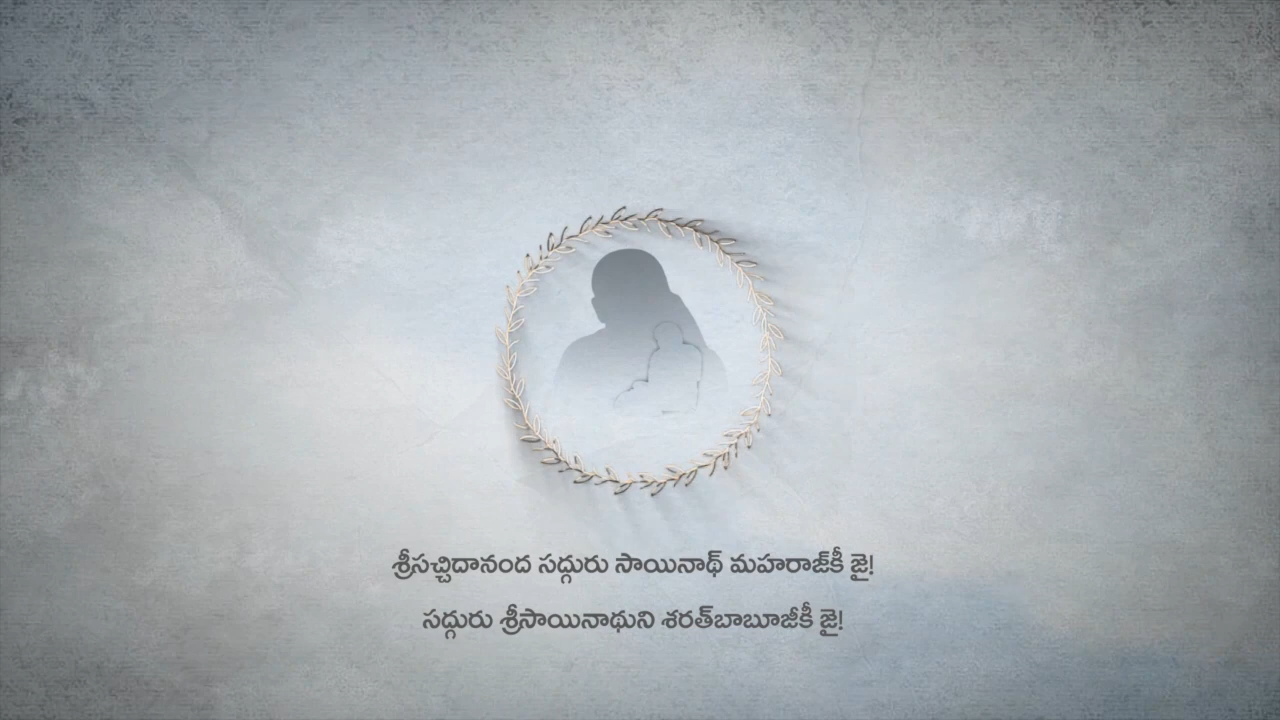 శ్రీసచ్చిదానంద సద్గురు సాయినాథ్ మహరాజ్‌కీ జై!
సద్గురు శ్రీసాయినాథుని శరత్‌బాబూజీకీ జై!